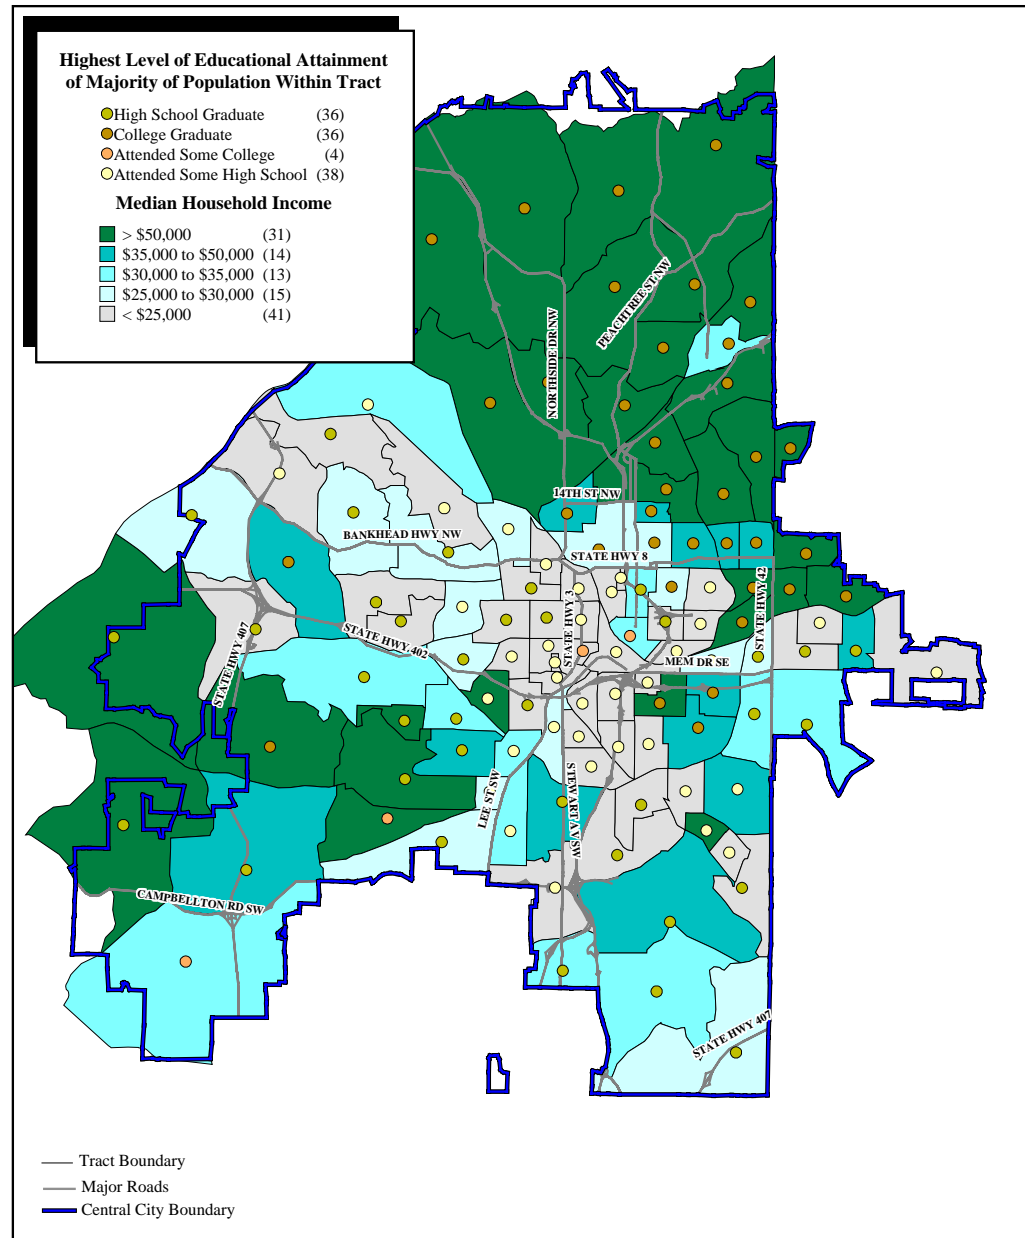 Highest Level of Educational Attainment
of Majority of Population Within Tract
High School Graduate (36)
College Graduate (36)
Attended Some College (4)
Attended Some High School (38)
Median Household Income
> $50,000 (31)
$35,000 to $50,000 (14)
$30,000 to $35,000 (13)
$25,000 to $30,000 (15)
< $25,000 (41)
PEACHTREE ST NW
NORTHSIDE DR NW
14TH ST NW
BANKHEAD HWY NW
STATE HWY 8
STATE HWY 3
STATE HWY 42
STATE HWY 402
STATE HWY 407
MEM DR SE
LEE ST SW
STEWART AV SW
CAMPBELLTON RD SW
STATE HWY 407
Tract Boundary
Major Roads
Central City Boundary